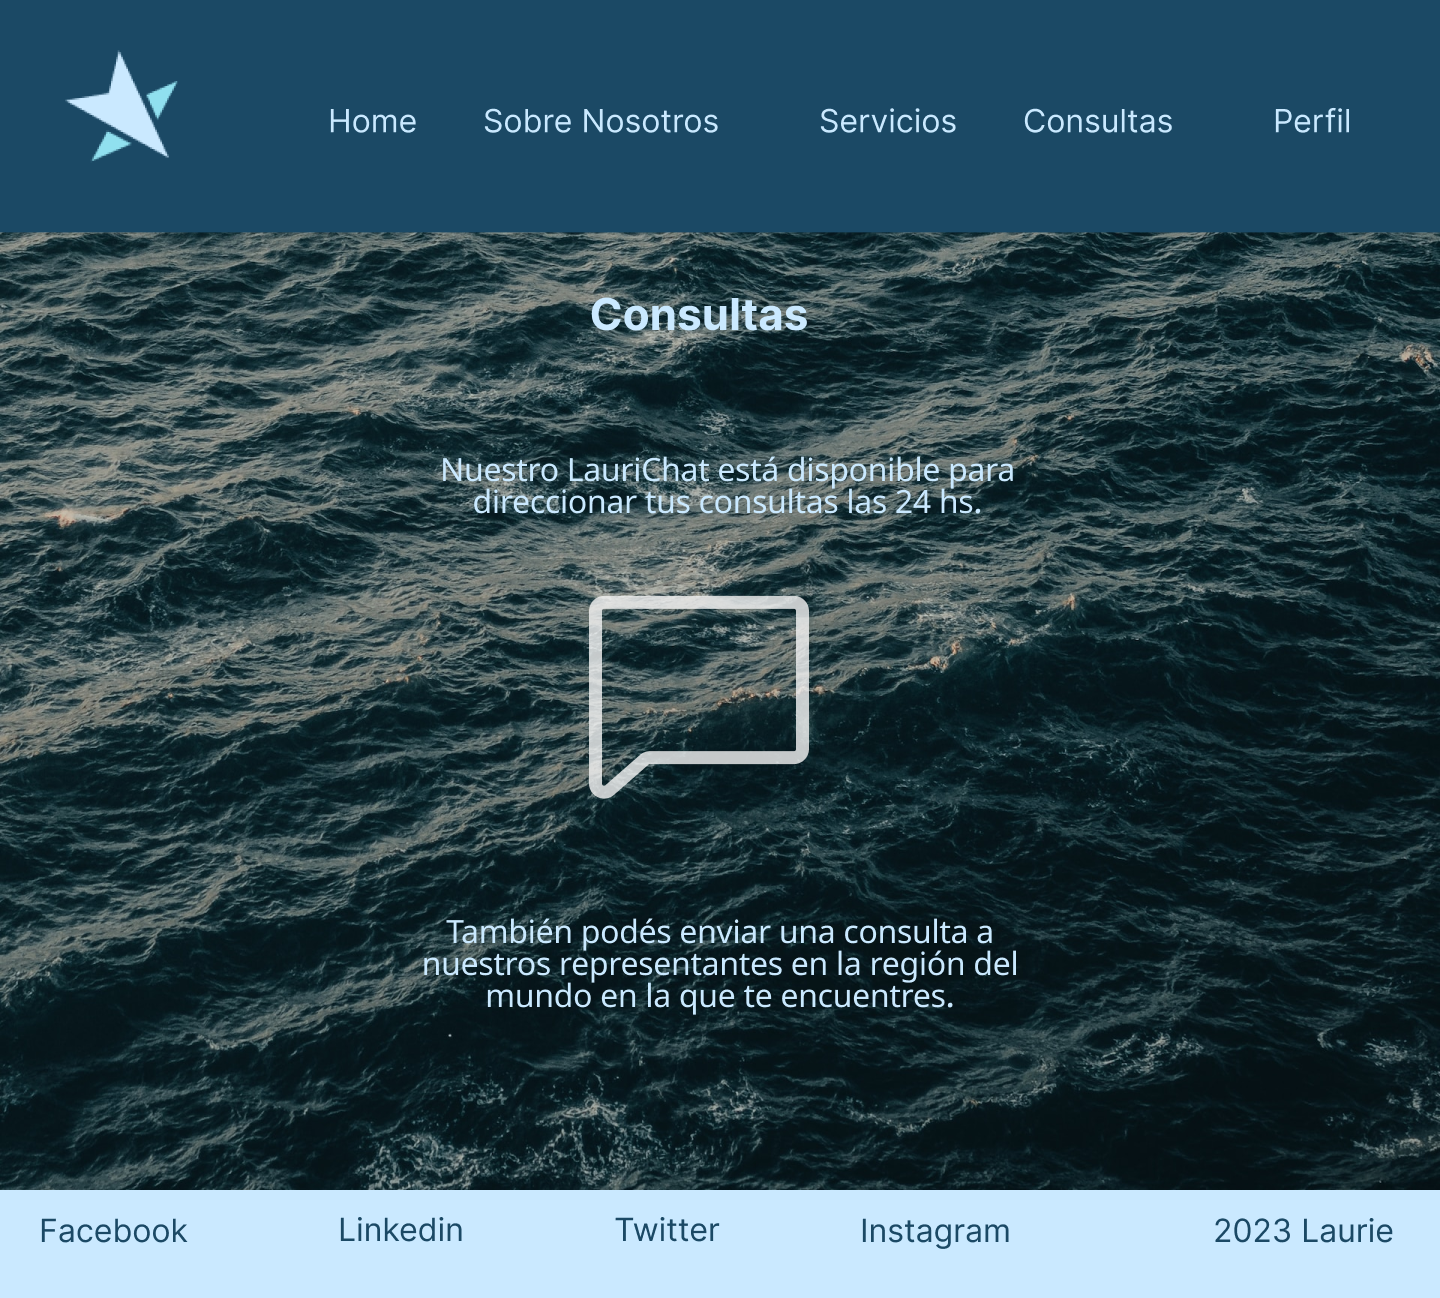 Home Sobre Nosotros Servicios Consultas Perfil
Consultas
Nuestro LauriChat está disponible para
direccionar tus consultas las 24 hs.
También podés enviar una consulta a
nuestros representantes en la región del
mundo en la que te encuentres.
Facebook Linkedin Twitter Instagram 2023 Laurie